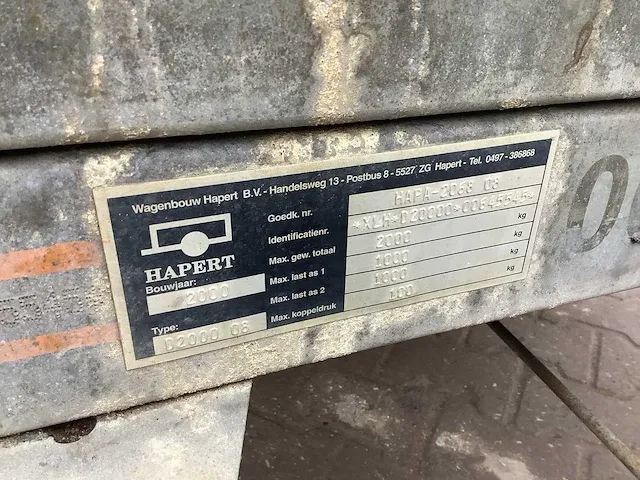 Wagenbouw Hapert B.V. - Handelsweg 13 - Postbus 8 - 5527 ZG Hapert - Tel. 0497-386868
HAPERT
Bouwjaar:
2000
Type:
D2000 08
Goedk. nr. HAPA-2068 08
Identificatienr.
Max. gew. totaal 2000 kg
Max. last as 1 1000 kg
Max. last as 2 1000 kg
Max. koppeldruk 100